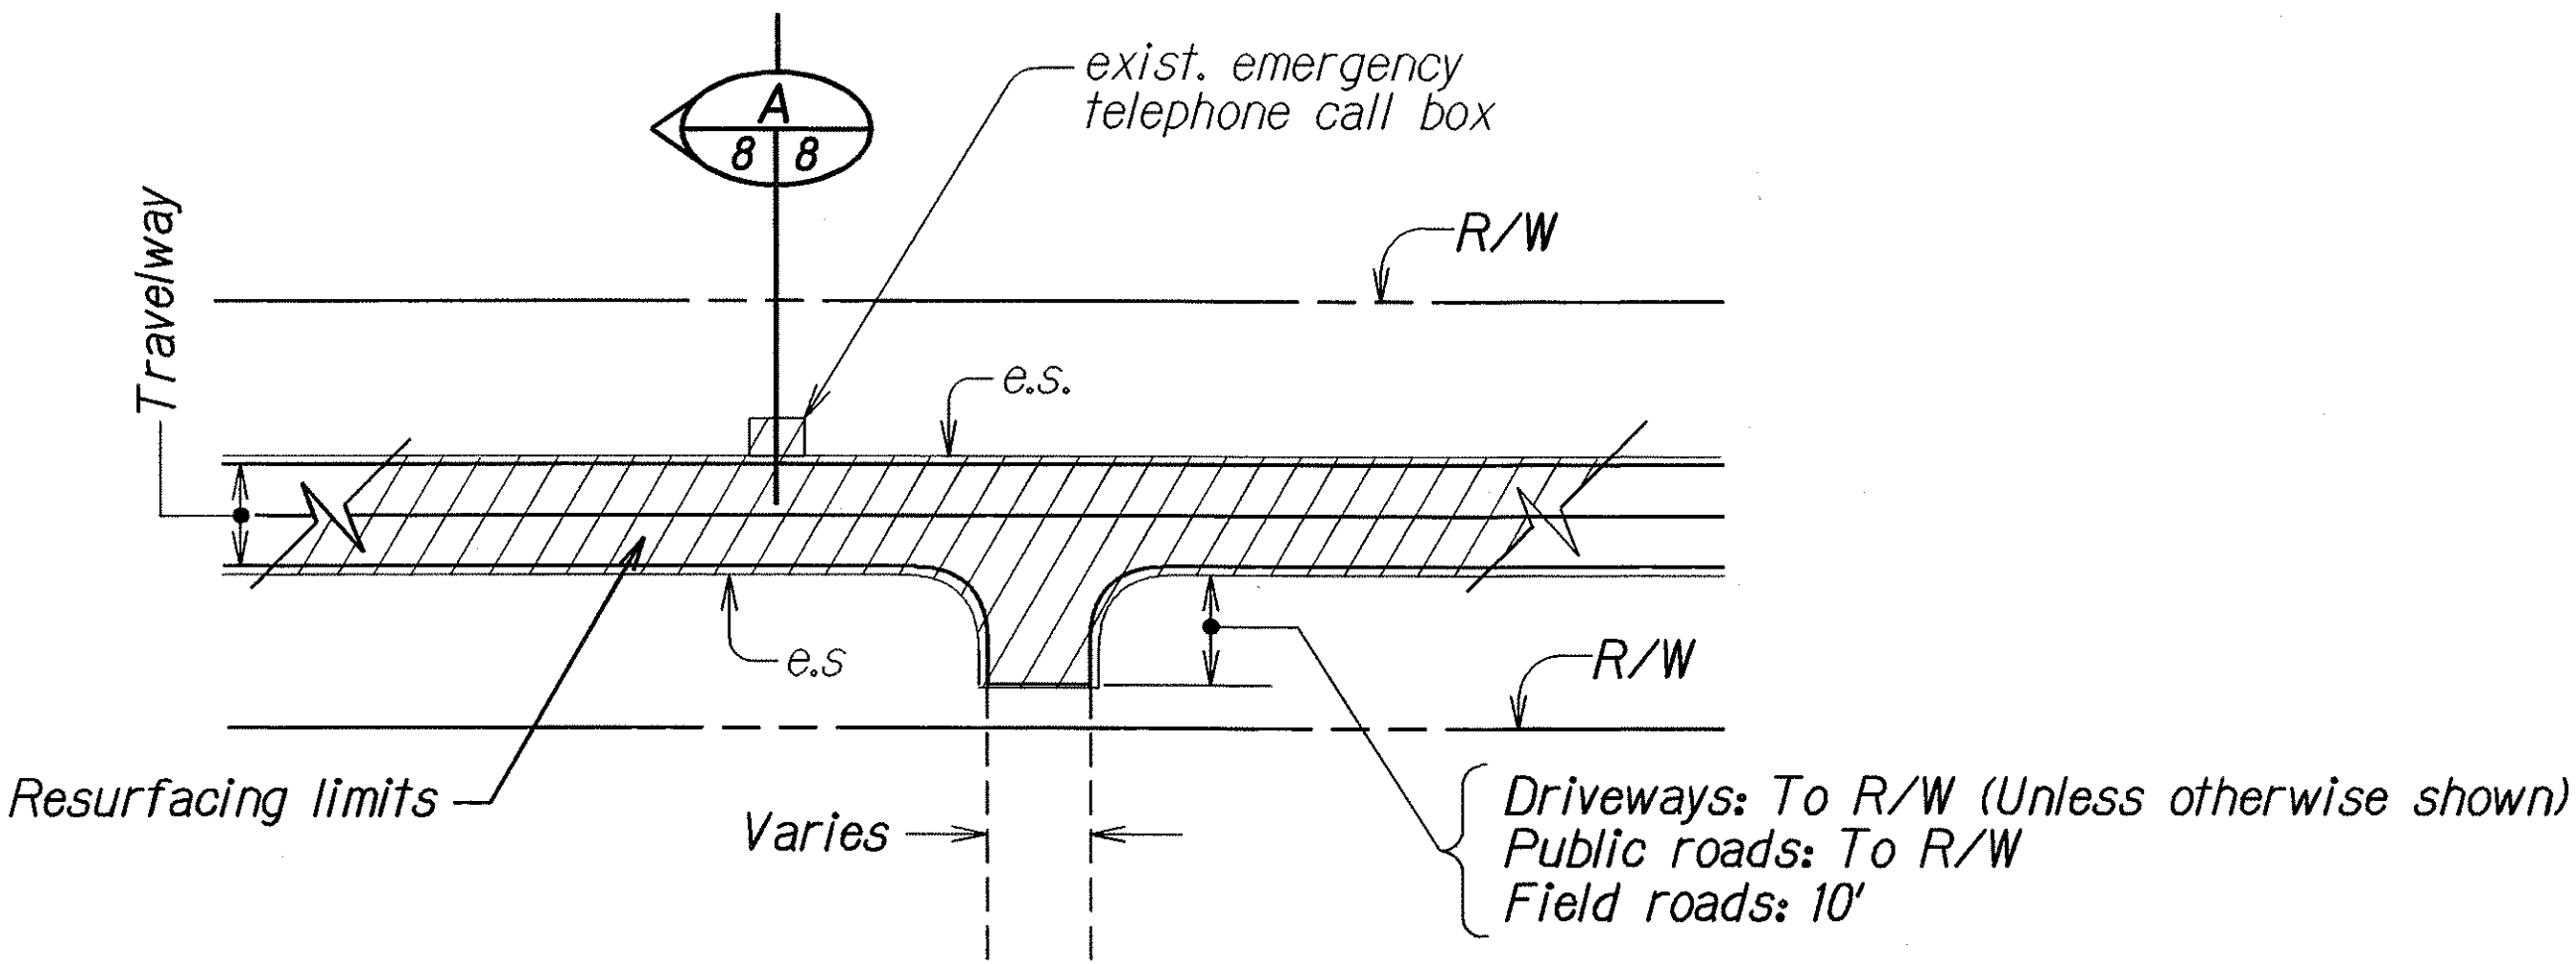 A
8 8
exist. emergency
telephone call box
Travelway
R/W
e.s.
e.s
R/W
Resurfacing limits
Varies
Driveways: To R/W (Unless otherwise shown)
Public roads: To R/W
Field roads: 10'